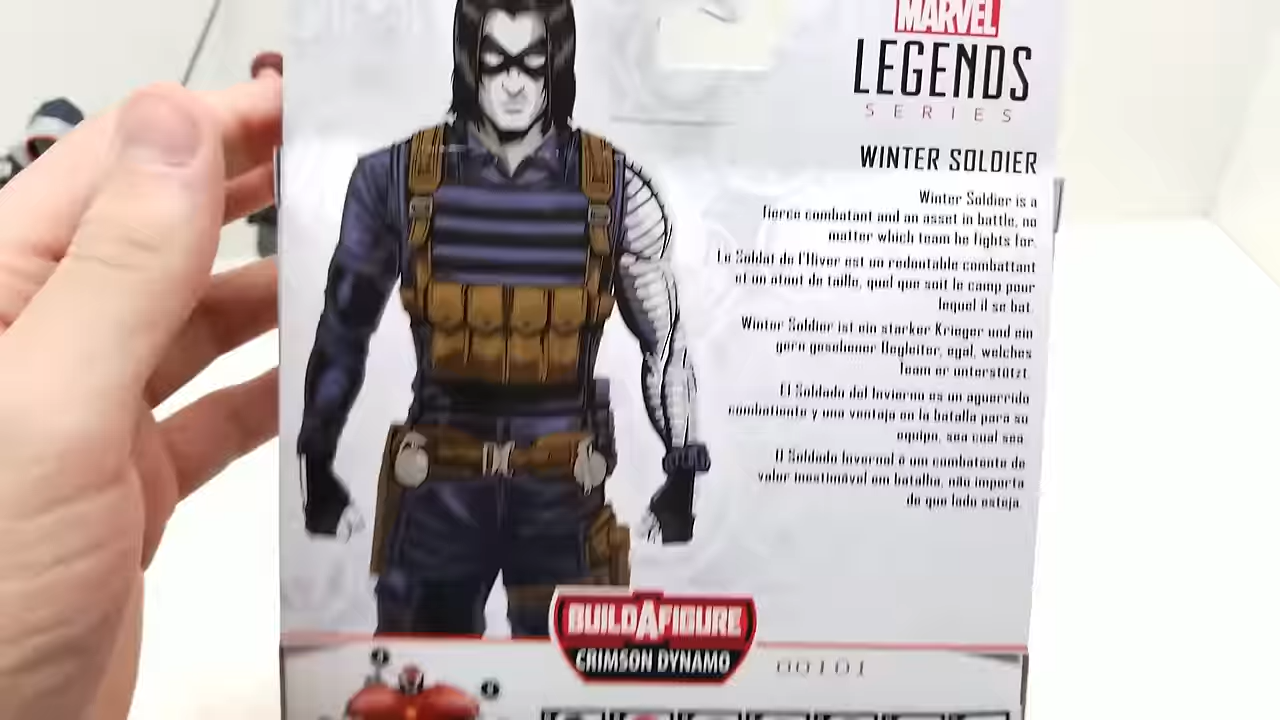 MARVEL
LEGENDS
SERIES
WINTER SOLDIER
Winter Soldier is a
fierce combatant and an asset in battle, no
matter which team he fights for.
Le Soldat de l'Hiver est un redoutable combattant
et un atout de taille, quel que soit le camp pour
lequel il se bat.
Winter Soldier ist ein starker Krieger und ein
gern gesehener Begleiter, egal, welches
Team er unterstützt.
El Soldado del Invierno es un aguerrido
combatiente y una ventaja en la batalla para su
equipo, sea cual sea.
O Soldado Invernal é um combatente de
valor inestimável em batalha, não importa
de que lado esteja.
BUILDAFIGURE
CRIMSON DYNAMO
00101